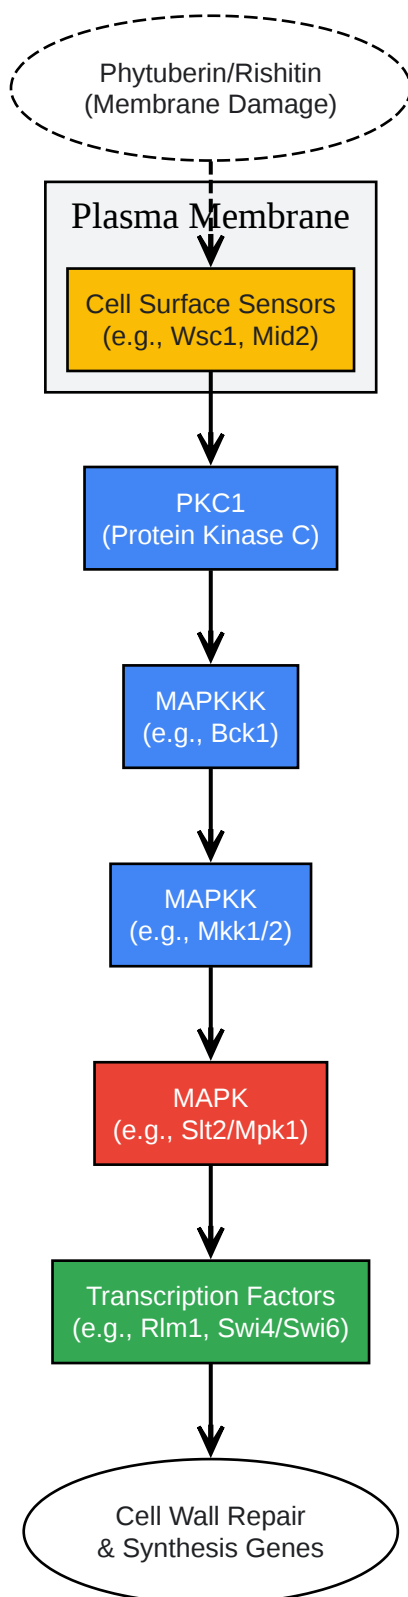 Phytuberin/Rishitin
(Membrane Damage)
Plasma Membrane
Cell Surface Sensors
(e.g., Wsc1, Mid2)
PKC1
(Protein Kinase C)
MAPKKK
(e.g., Bck1)
MAPKK
(e.g., Mkk1/2)
MAPK
(e.g., Slt2/Mpk1)
Transcription Factors
(e.g., Rlm1, Swi4/Swi6)
Cell Wall Repair
& Synthesis Genes